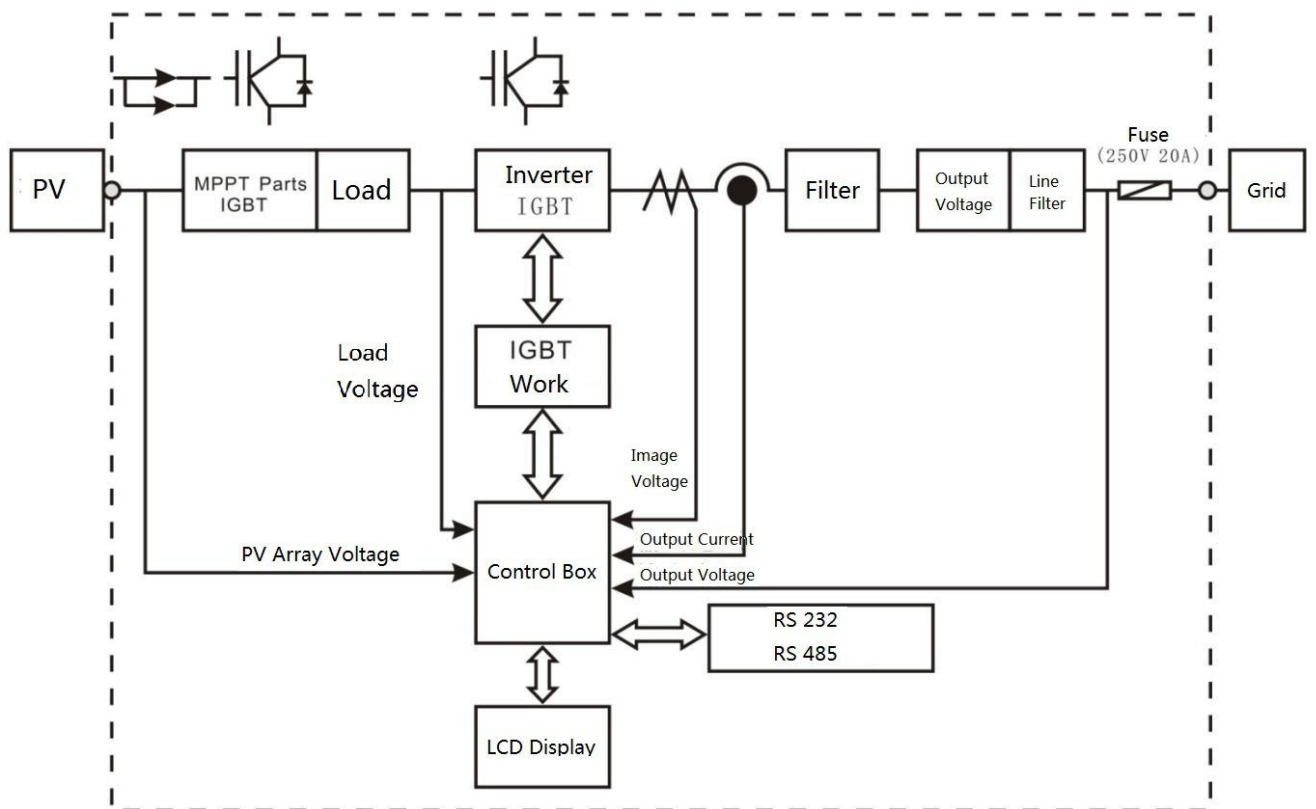 Fuse
(250V 20A)
PV
MPPT Parts
IGBT
Load
Inverter
IGBT
Filter
Output
Voltage
Line
Filter
Grid
Load
Voltage
IGBT
Work
Image
Voltage
PV Array Voltage
Control Box
Output Current
Output Voltage
RS 232
RS 485
LCD Display